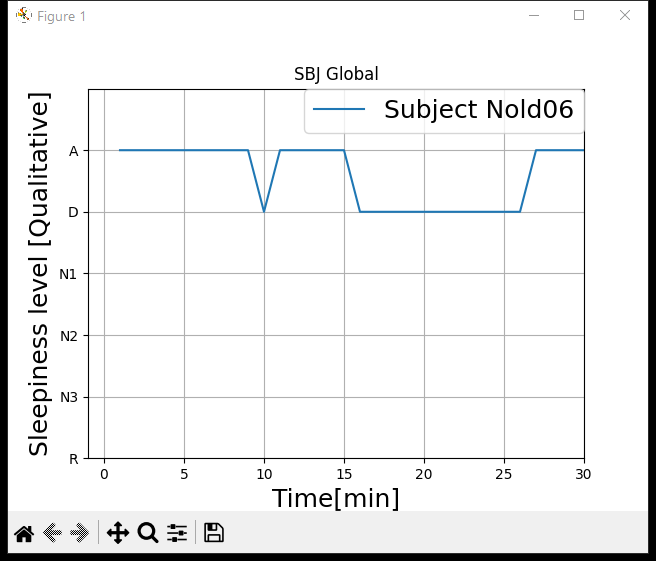 Figure 1
SBJ Global
Subject Nold06
Sleepiness level [Qualitative]
A
D
N1
N2
N3
R
0 5 10 15 20 25 30
Time[min]